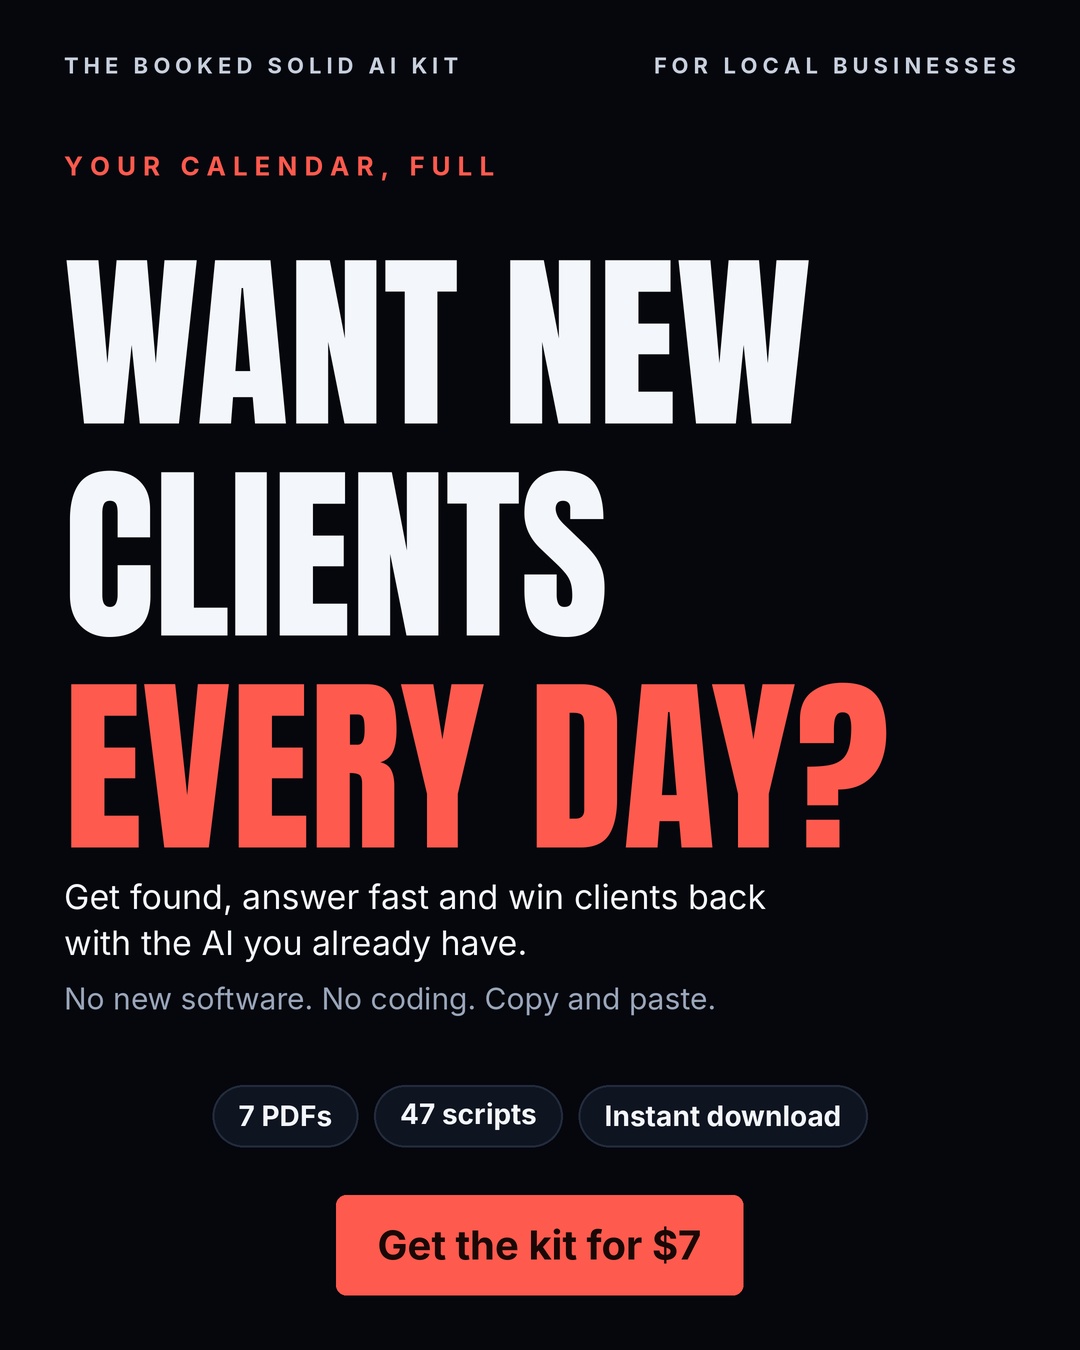 THE BOOKED SOLID AI KIT
FOR LOCAL BUSINESSES
YOUR CALENDAR, FULL
WANT NEW
CLIENTS
EVERY DAY?
Get found, answer fast and win clients back
with the AI you already have.
No new software. No coding. Copy and paste.
7 PDFs
47 scripts
Instant download
Get the kit for $7